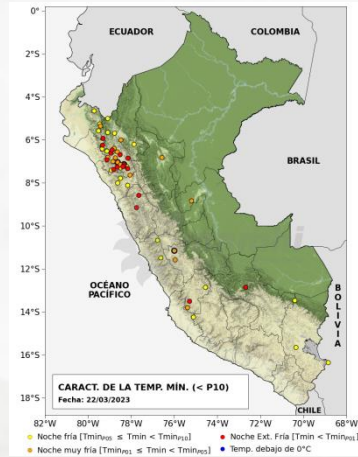 0°
2°S
4°S
6°S
8°S
10°S
12°S
14°S
16°S
18°S
ECUADOR
COLOMBIA
BRASIL
OCÉANO
PACÍFICO
BOLIVIA
CHILE
CARACT. DE LA TEMP. MÍN. (< P10)
Fecha: 22/03/2023
82°W 80°W 78°W 76°W 74°W 72°W 70°W 68°W
Noche fría [TminP05 ≤ Tmin < TminP10] Noche Ext. Fría [Tmin < TminP01]
Noche muy fría [TminP01 ≤ Tmin < TminP05] Temp. debajo de 0°C